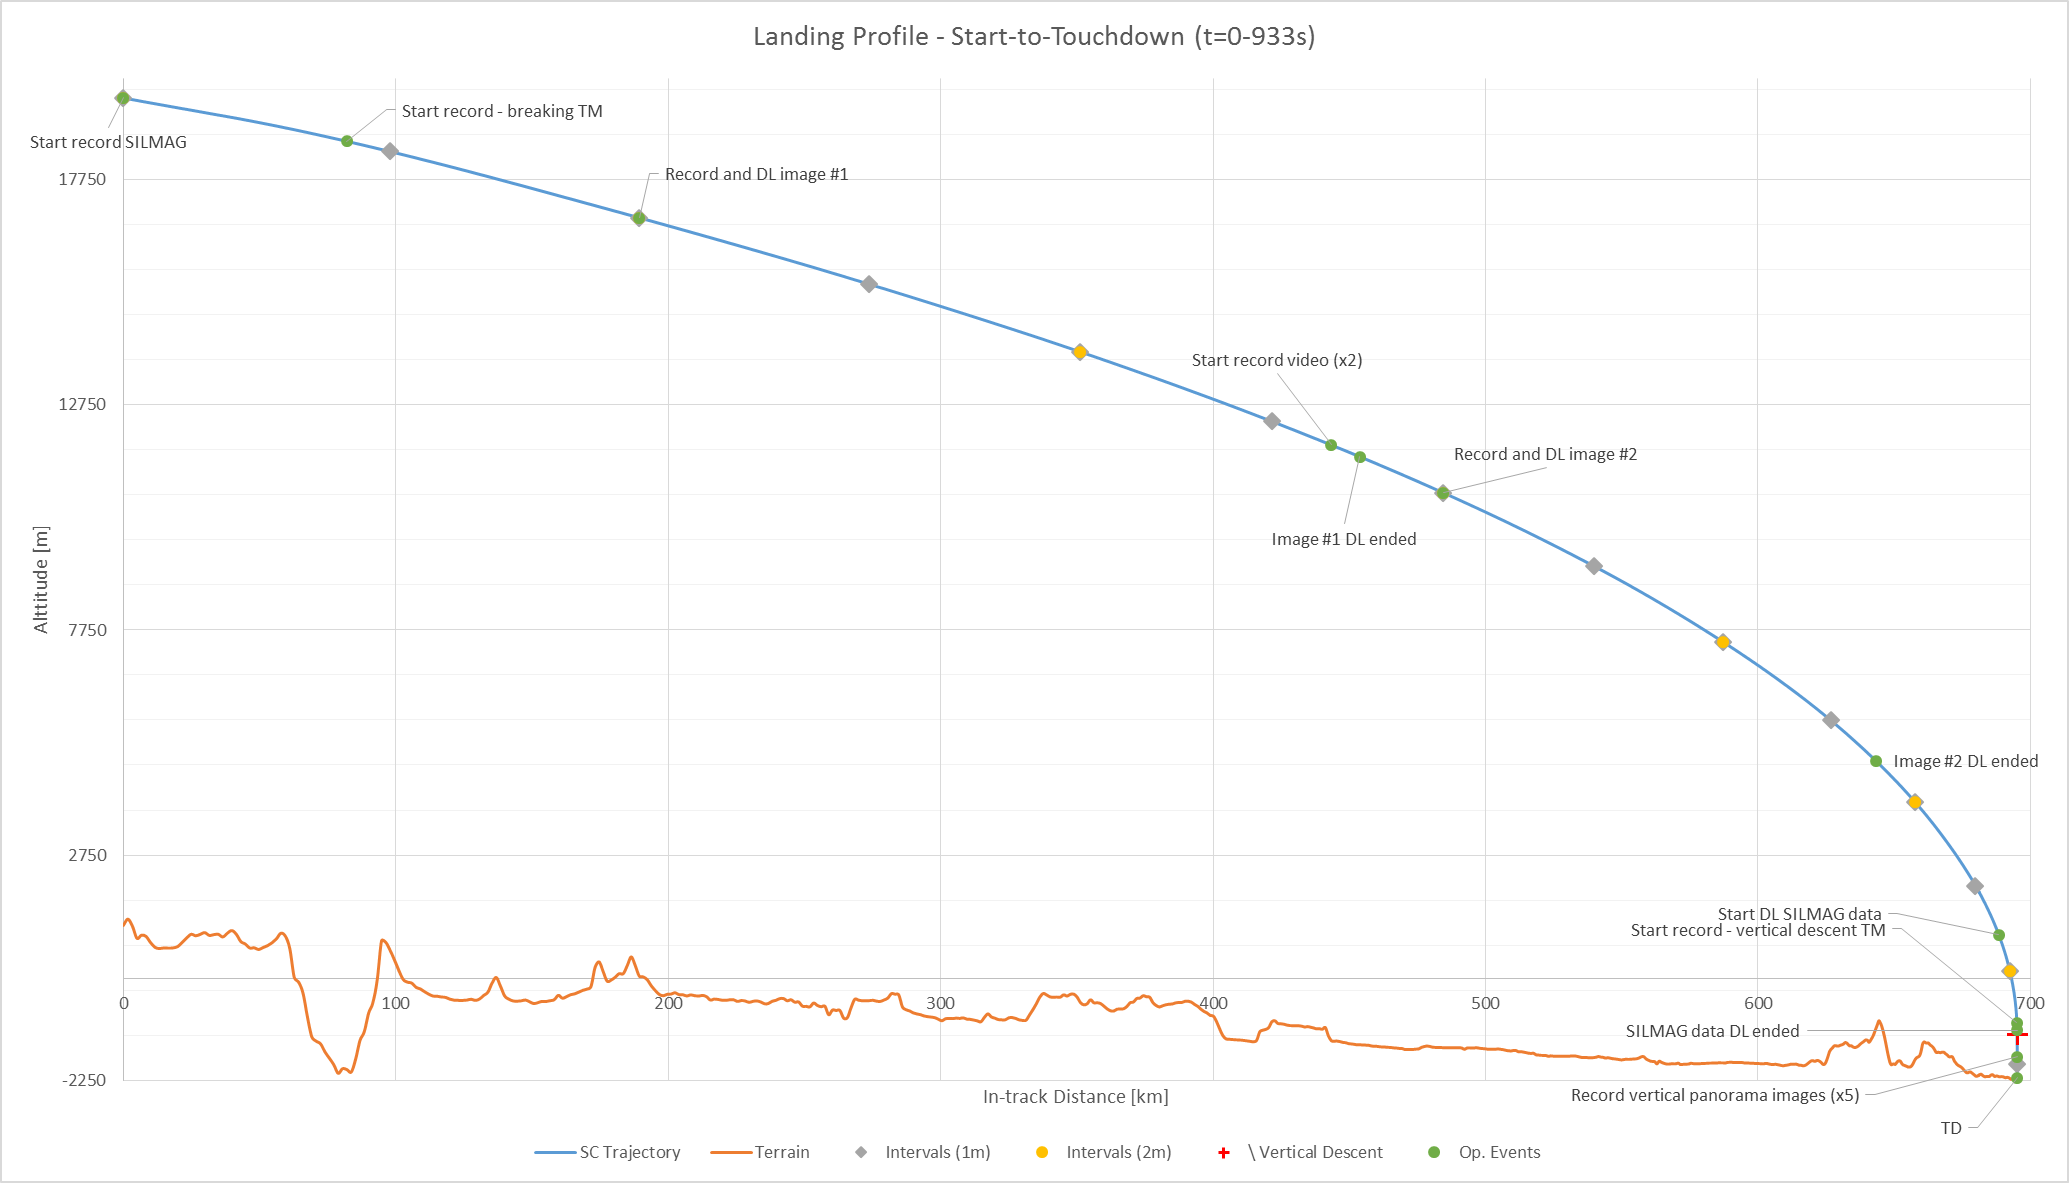 Landing Profile - Start-to-Touchdown (t=0-933s)
Start record - breaking TM
Start record SILMAG
Record and DL image #1
17750
Start record video (x2)
12750
Record and DL image #2
Image #1 DL ended
Alttitude [m]
7750
Image #2 DL ended
2750
Start DL SILMAG data
Start record - vertical descent TM
0 100 200 300 400 500 600 700
SILMAG data DL ended
-2250
In-track Distance [km]
Record vertical panorama images (x5)
TD
SC Trajectory Terrain Intervals (1m) Intervals (2m) \ Vertical Descent Op. Events